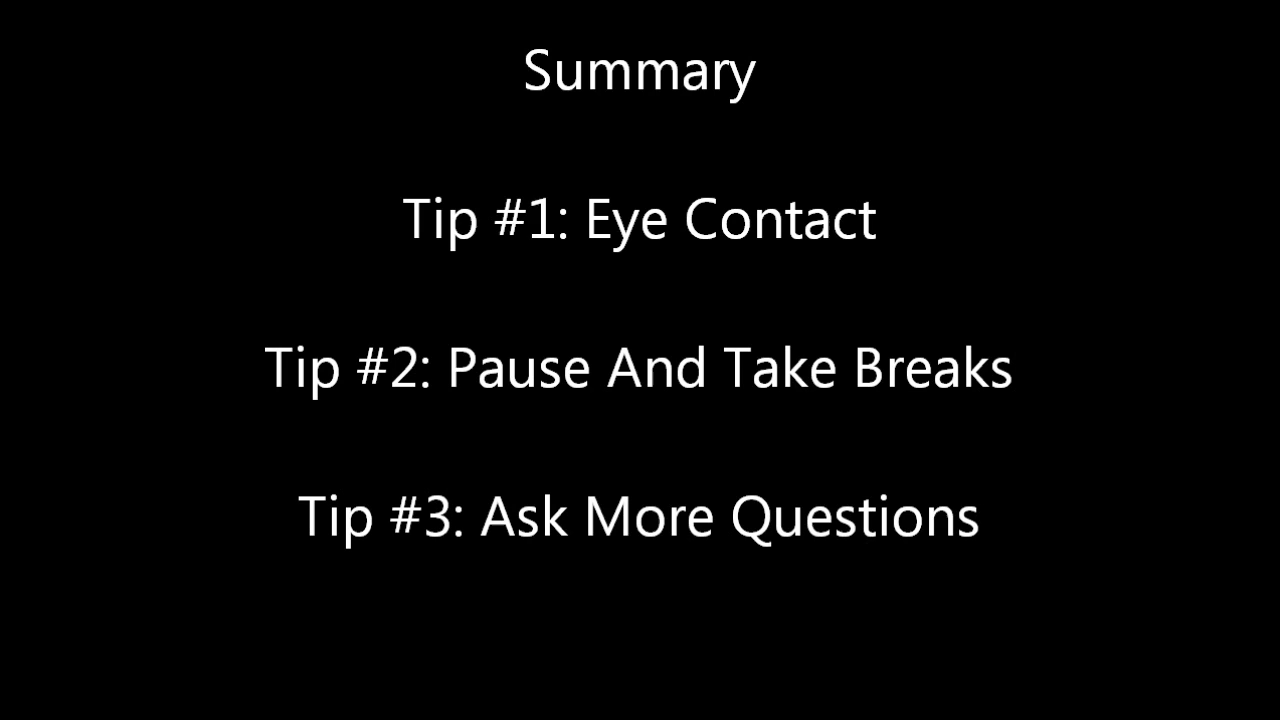 Summary
Tip #1: Eye Contact
Tip #2: Pause And Take Breaks
Tip #3: Ask More Questions